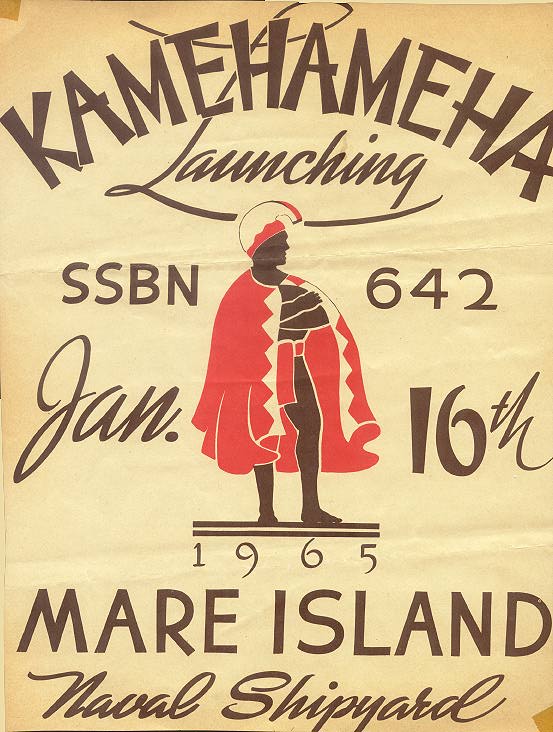 KAMEHAMEHA
Launching
SSBN 642
Jan. 16th
1965
MARE ISLAND
Naval Shipyard